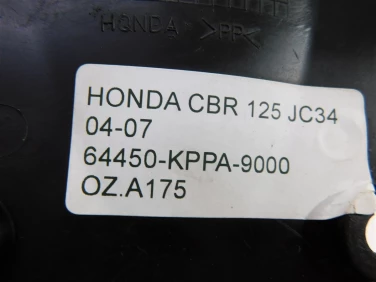 HONDA >PP<
HONDA CBR 125 JC34
04-07
64450-KPPA-9000
OZ.A175